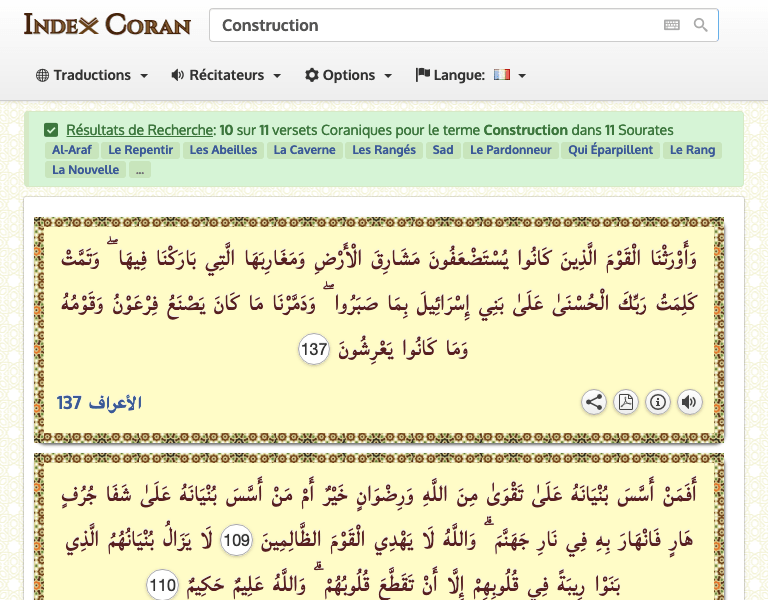 Index Coran
Construction
Traductions Récitateurs Options Langue:
Résultats de Recherche: 10 sur 11 versets Coraniques pour le terme Construction dans 11 Sourates
Al-Araf Le Repentir Les Abeilles La Caverne Les Rangés Sad Le Pardonneur Qui Éparpillent Le Rang
La Nouvelle ...
وَأَوْرَثْنَا الْقَوْمَ الَّذِينَ كَانُوا يُسْتَضْعَفُونَ مَشَارِقَ الْأَرْضِ وَمَغَارِبَهَا الَّتِي بَارَكْنَا فِيهَا ۖ وَتَمَّتْ
كَلِمَتُ رَبِّكَ الْحُسْنَىٰ عَلَىٰ بَنِي إِسْرَائِيلَ بِمَا صَبَرُوا ۖ وَدَمَّرْنَا مَا كَانَ يَصْنَعُ فِرْعَوْنُ وَقَوْمُهُ
وَمَا كَانُوا يَعْرِشُونَ 137
الأعراف 137
أَفَمَنْ أَسَّسَ بُنْيَانَهُ عَلَىٰ تَقْوَىٰ مِنَ اللَّهِ وَرِضْوَانٍ خَيْرٌ أَمْ مَنْ أَسَّسَ بُنْيَانَهُ عَلَىٰ شَفَا جُرُفٍ
هَارٍ فَانْهَارَ بِهِ فِي نَارِ جَهَنَّمَ ۗ وَاللَّهُ لَا يَهْدِي الْقَوْمَ الظَّالِمِينَ 109 لَا يَزَالُ بُنْيَانُهُمُ الَّذِي
بَنَوْا رِيبَةً فِي قُلُوبِهِمْ إِلَّا أَنْ تَقَطَّعَ قُلُوبُهُمْ ۗ وَاللَّهُ عَلِيمٌ حَكِيمٌ 110